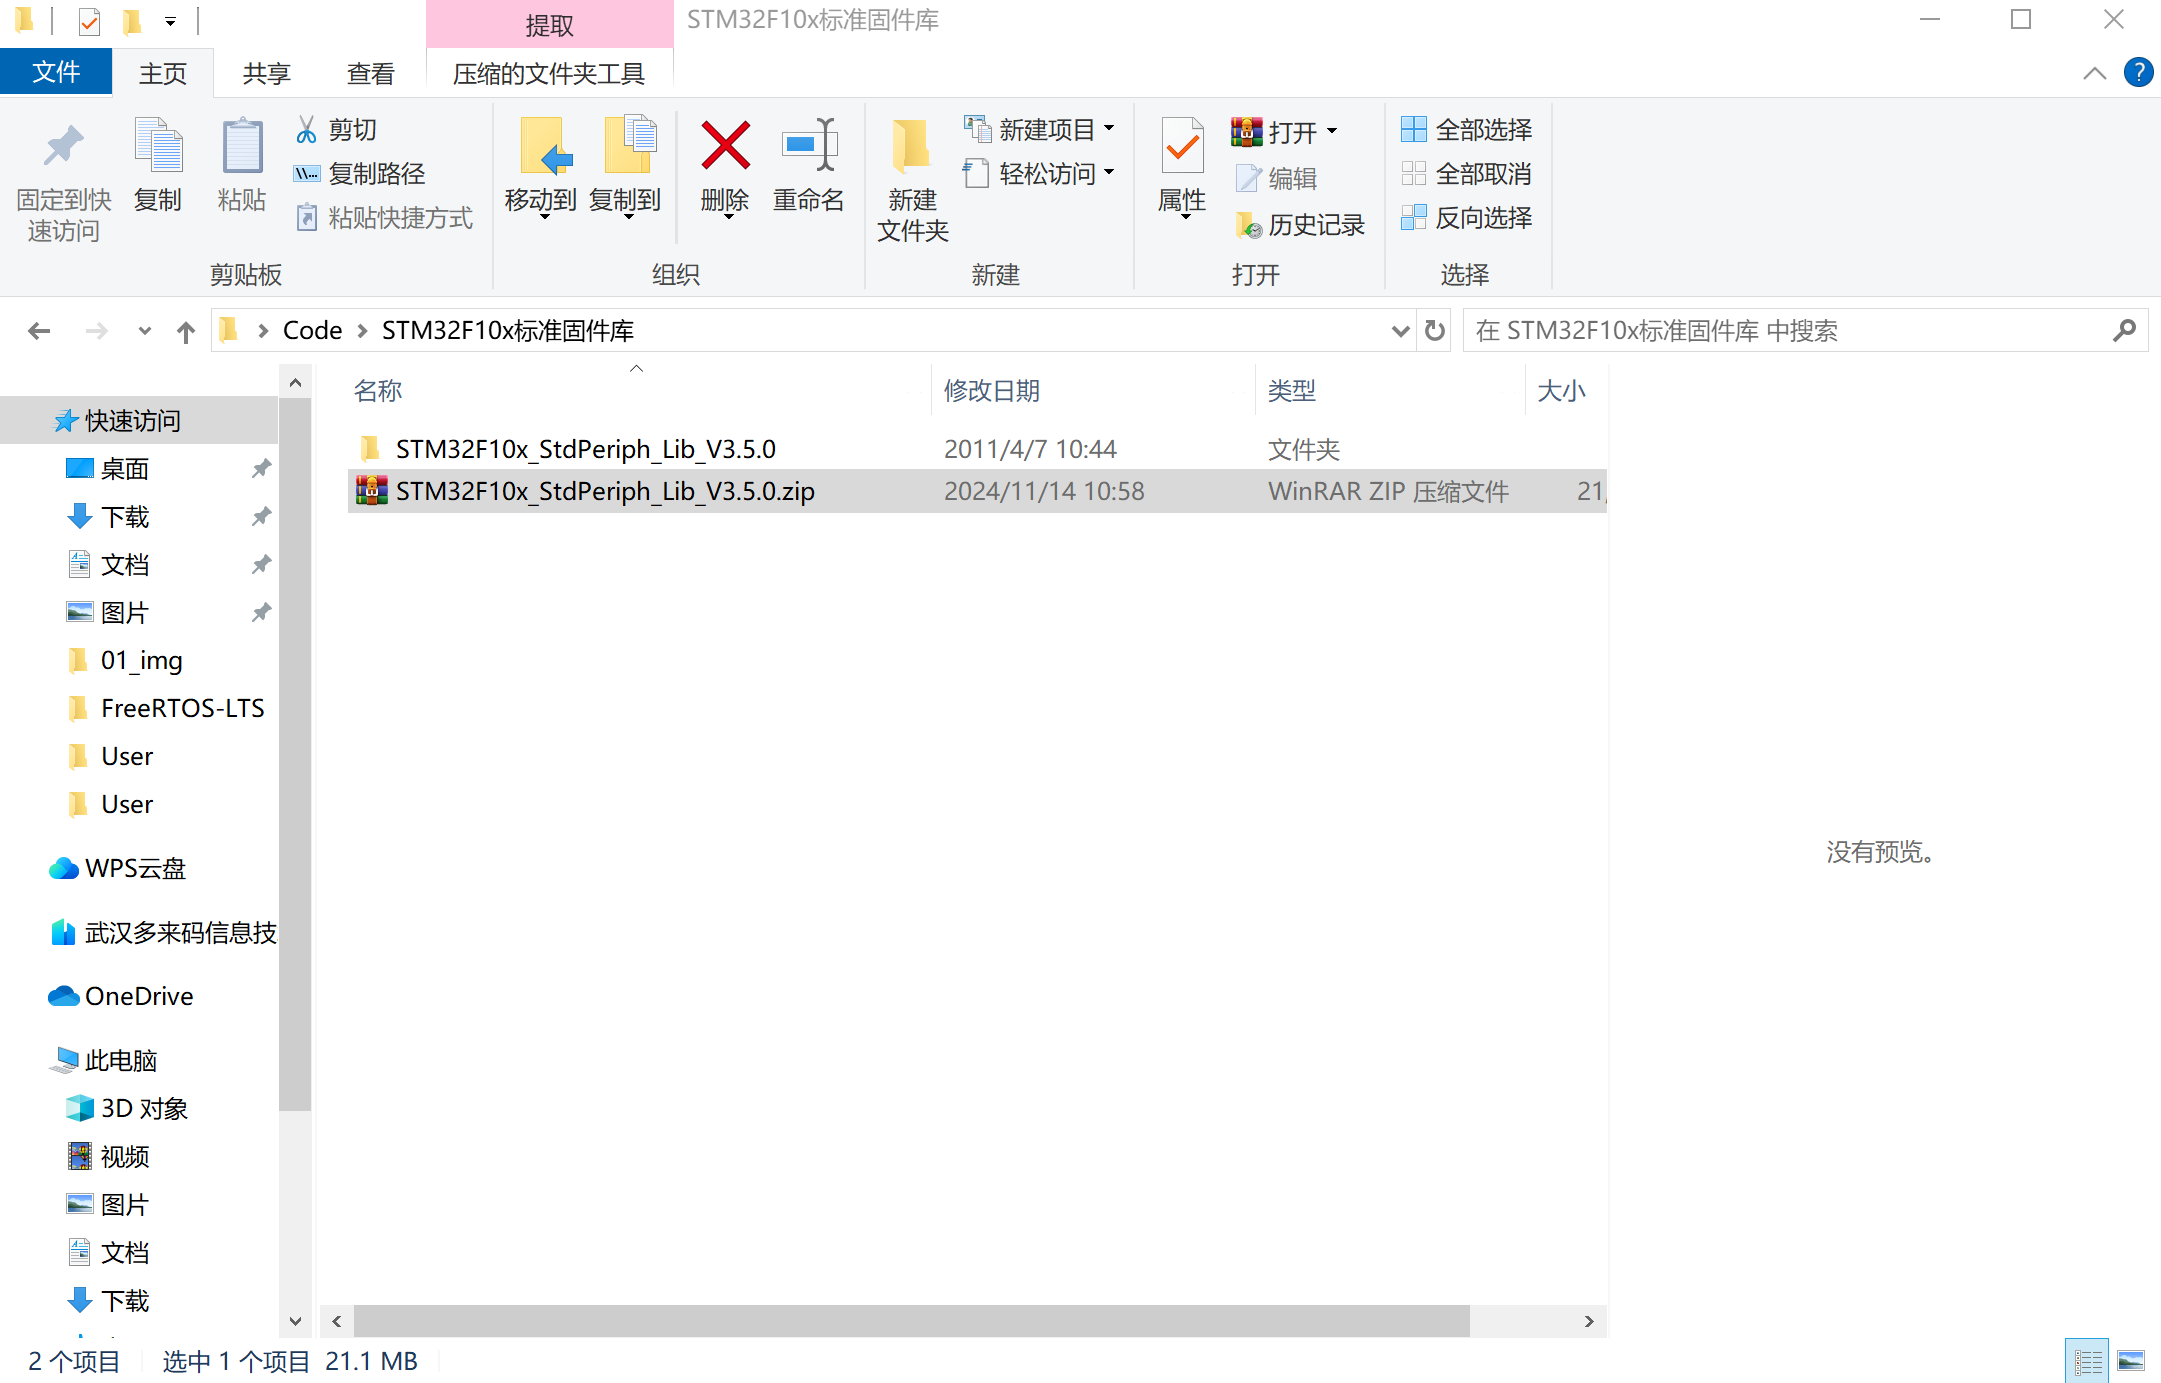 提取
STM32F10x标准固件库
文件
主页
共享
查看
压缩的文件夹工具
固定到快
速访问
复制
粘贴
剪切
复制路径
粘贴快捷方式
剪贴板
移动到
复制到
删除
重命名
组织
新建
文件夹
新建项目
轻松访问
新建
属性
打开
编辑
历史记录
打开
全部选择
全部取消
反向选择
选择
Code
STM32F10x标准固件库
在 STM32F10x标准固件库 中搜索
名称
修改日期
类型
大小
STM32F10x_StdPeriph_Lib_V3.5.0
2011/4/7 10:44
文件夹
STM32F10x_StdPeriph_Lib_V3.5.0.zip
2024/11/14 10:58
WinRAR ZIP 压缩文件
21,
快速访问
桌面
下载
文档
图片
01_img
FreeRTOS-LTS
User
User
WPS云盘
武汉多来码信息技
OneDrive
此电脑
3D 对象
视频
图片
文档
下载
没有预览。
2 个项目
选中 1 个项目 21.1 MB